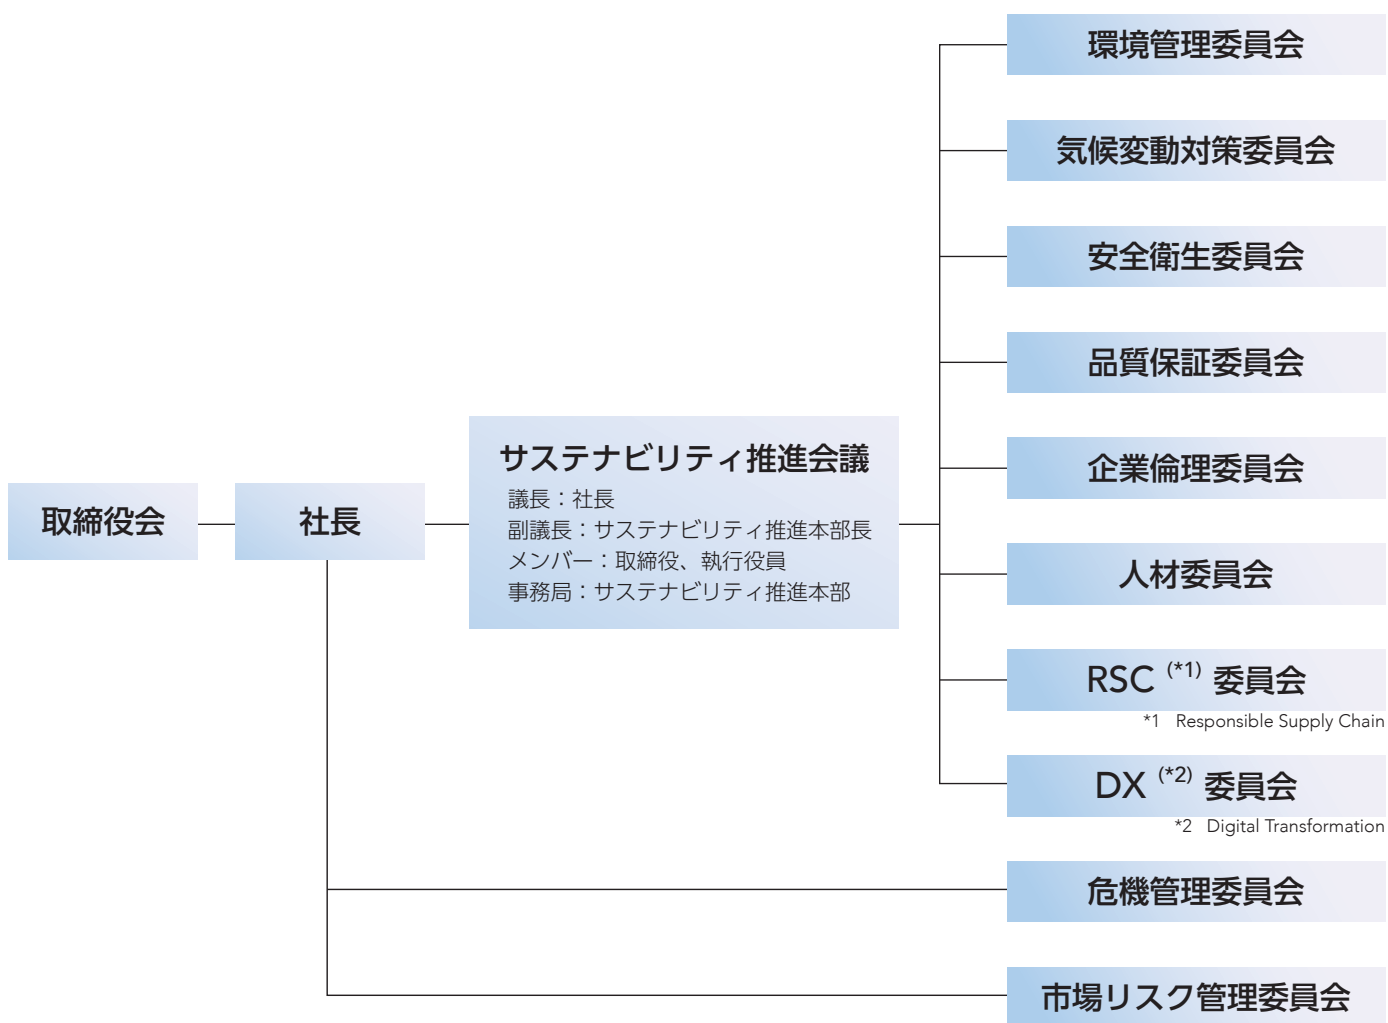 取締役会
社長
サステナビリティ推進会議
議長：社長
副議長：サステナビリティ推進本部長
メンバー：取締役、執行役員
事務局：サステナビリティ推進本部
環境管理委員会
気候変動対策委員会
安全衛生委員会
品質保証委員会
企業倫理委員会
人材委員会
RSC (*1) 委員会
*1 Responsible Supply Chain
DX (*2) 委員会
*2 Digital Transformation
危機管理委員会
市場リスク管理委員会